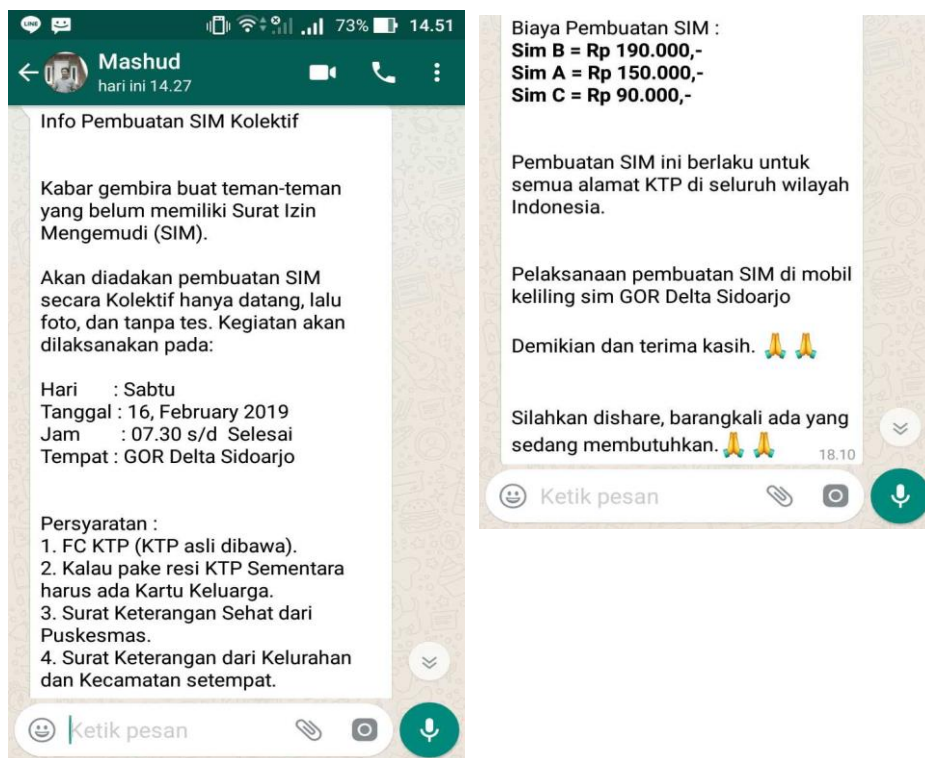 LINE
73%
14.51
Mashud
hari ini 14.27
Info Pembuatan SIM Kolektif
Kabar gembira buat teman-teman
yang belum memiliki Surat Izin
Mengemudi (SIM).
Akan diadakan pembuatan SIM
secara Kolektif hanya datang, lalu
foto, dan tanpa tes. Kegiatan akan
dilaksanakan pada:
Hari : Sabtu
Tanggal : 16, February 2019
Jam : 07.30 s/d Selesai
Tempat : GOR Delta Sidoarjo
Persyaratan :
1. FC KTP (KTP asli dibawa).
2. Kalau pake resi KTP Sementara
harus ada Kartu Keluarga.
3. Surat Keterangan Sehat dari
Puskesmas.
4. Surat Keterangan dari Kelurahan
dan Kecamatan setempat.
Ketik pesan
Biaya Pembuatan SIM :
Sim B = Rp 190.000,-
Sim A = Rp 150.000,-
Sim C = Rp 90.000,-
Pembuatan SIM ini berlaku untuk
semua alamat KTP di seluruh wilayah
Indonesia.
Pelaksanaan pembuatan SIM di mobil
keliling sim GOR Delta Sidoarjo
Demikian dan terima kasih. 🙏 🙏
Silahkan dishare, barangkali ada yang
sedang membutuhkan. 🙏 🙏
18.10
Ketik pesan